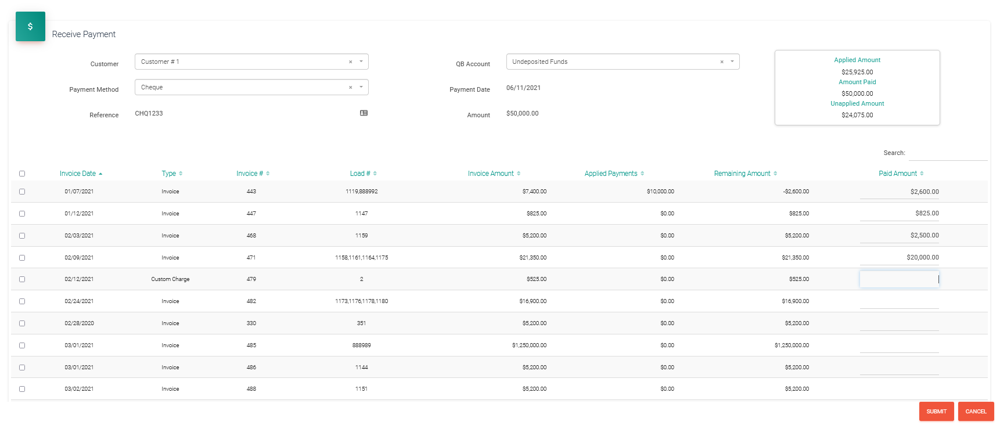 $
Receive Payment
Customer Customer # 1 × QB Account Undeposited Funds × Applied Amount
$25,925.00
Payment Method Cheque × Payment Date 06/11/2021 Amount Paid
$50,000.00
Reference CHQ1233 Amount $50,000.00 Unapplied Amount
$24,075.00
Search:
Invoice Date Type Invoice # Load # Invoice Amount Applied Payments Remaining Amount Paid Amount
01/07/2021 Invoice 443 1119,888992 $7,400.00 $10,000.00 -$2,600.00 $2,600.00
01/12/2021 Invoice 447 1147 $825.00 $0.00 $825.00 $825.00
02/03/2021 Invoice 468 1159 $5,200.00 $0.00 $5,200.00 $2,500.00
02/09/2021 Invoice 471 1158,1161,1164,1175 $21,350.00 $0.00 $21,350.00 $20,000.00
02/12/2021 Custom Charge 479 2 $525.00 $0.00 $525.00
02/24/2021 Invoice 482 1173,1176,1178,1180 $16,900.00 $0.00 $16,900.00
02/28/2020 Invoice 330 351 $5,200.00 $0.00 $5,200.00
03/01/2021 Invoice 485 888989 $1,250,000.00 $0.00 $1,250,000.00
03/01/2021 Invoice 486 1144 $5,200.00 $0.00 $5,200.00
03/02/2021 Invoice 488 1151 $5,200.00 $0.00 $5,200.00
SUBMIT CANCEL